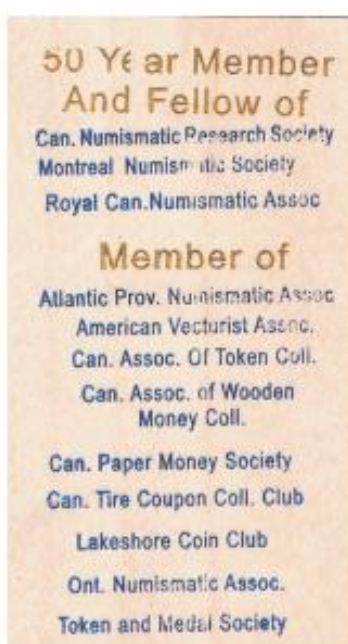 50 Year Member
And Fellow of
Can. Numismatic Research Society
Montreal Numismatic Society
Royal Can.Numismatic Assoc
Member of
Atlantic Prov. Numismatic Assoc
American Vecturist Assoc.
Can. Assoc. Of Token Coll.
Can. Assoc. of Wooden
Money Coll.
Can. Paper Money Society
Can. Tire Coupon Coll. Club
Lakeshore Coin Club
Ont. Numismatic Assoc.
Token and Medal Society